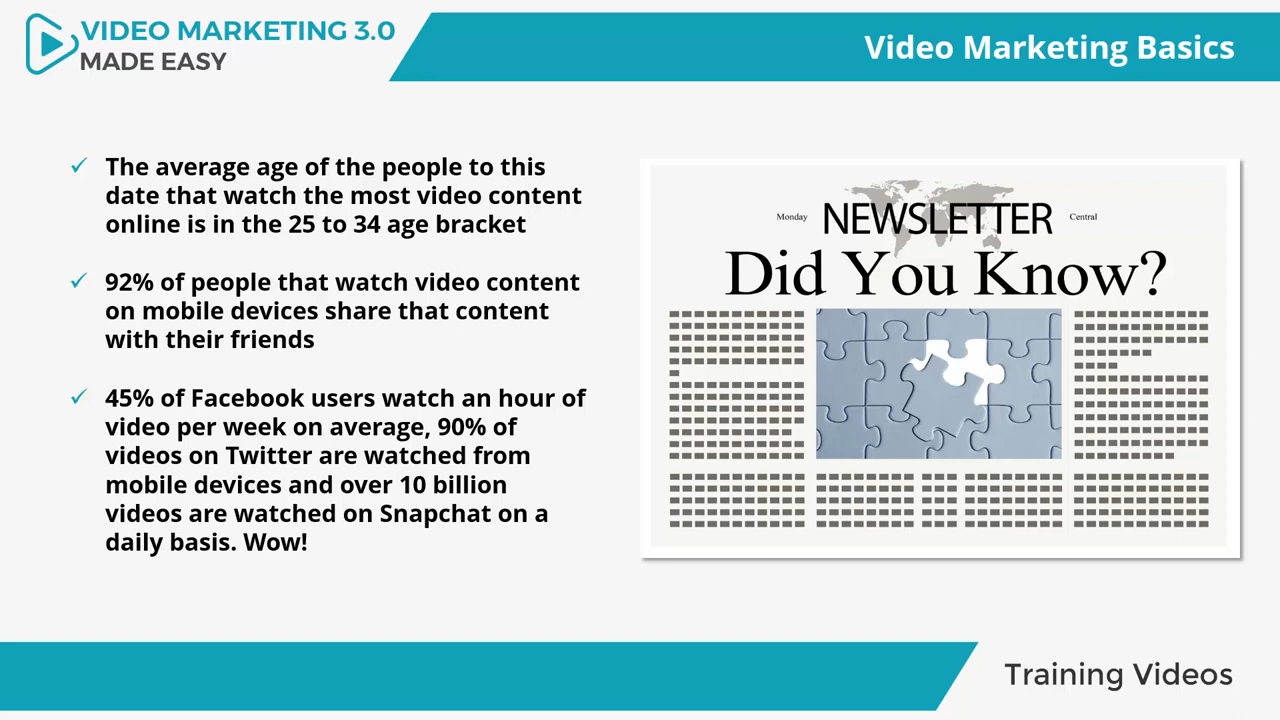 VIDEO MARKETING 3.0
MADE EASY
Video Marketing Basics
✓ The average age of the people to this
date that watch the most video content
online is in the 25 to 34 age bracket
✓ 92% of people that watch video content
on mobile devices share that content
with their friends
✓ 45% of Facebook users watch an hour of
video per week on average, 90% of
videos on Twitter are watched from
mobile devices and over 10 billion
videos are watched on Snapchat on a
daily basis. Wow!
Monday NEWSLETTER Central
Did You Know?
Training Videos